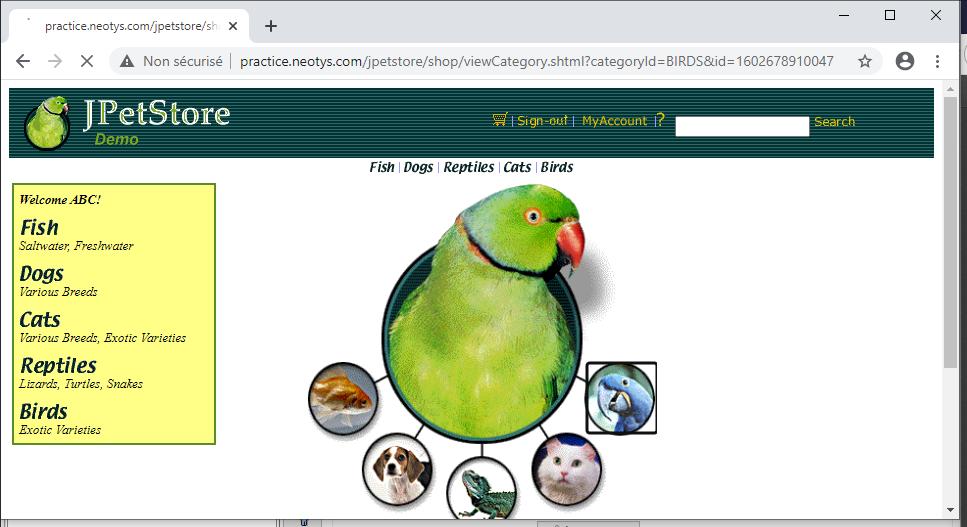 practice.neotys.com/jpetstore/sh
Non sécurisé | practice.neotys.com/jpetstore/shop/viewCategory.shtml?categoryId=BIRDS&id=1602678910047
JPetStore
Demo
| Sign-out | MyAccount | ? Search
Fish | Dogs | Reptiles | Cats | Birds
Welcome ABC!
Fish
Saltwater, Freshwater
Dogs
Various Breeds
Cats
Various Breeds, Exotic Varieties
Reptiles
Lizards, Turtles, Snakes
Birds
Exotic Varieties